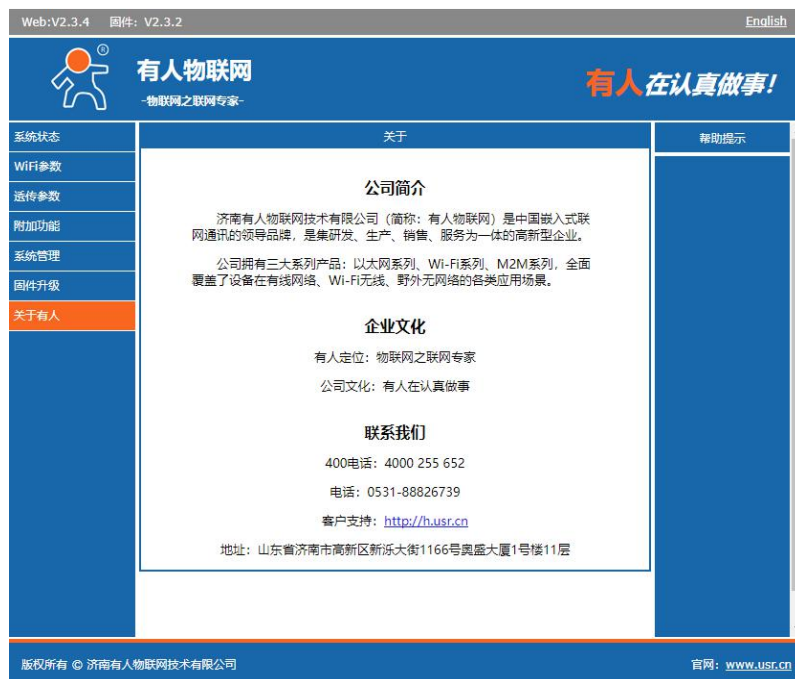 Web:V2.3.4 固件: V2.3.2 English
®
有人物联网
-物联网之联网专家-
有人在认真做事!
系统状态
WiFi参数
透传参数
附加功能
系统管理
固件升级
关于有人
关于
公司简介
济南有人物联网技术有限公司（简称：有人物联网）是中国嵌入式联
网通讯的领导品牌，是集研发、生产、销售、服务为一体的高新型企业。
公司拥有三大系列产品：以太网系列、Wi-Fi系列、M2M系列，全面
覆盖了设备在有线网络、Wi-Fi无线、野外无网络的各类应用场景。
企业文化
有人定位：物联网之联网专家
公司文化：有人在认真做事
联系我们
400电话：4000 255 652
电话：0531-88826739
客户支持：http://h.usr.cn
地址：山东省济南市高新区新泺大街1166号奥盛大厦1号楼11层
帮助提示
版权所有 © 济南有人物联网技术有限公司 官网：www.usr.cn